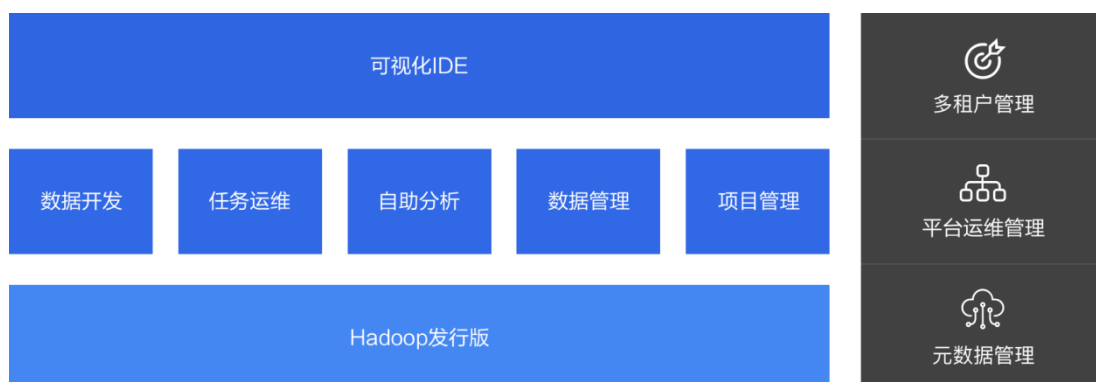 可视化IDE
数据开发
任务运维
自助分析
数据管理
项目管理
Hadoop发行版
多租户管理
平台运维管理
元数据管理